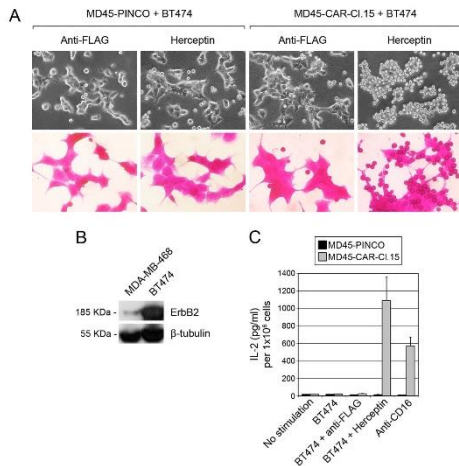 A
MD45-PINCO + BT474
MD45-CAR-Cl.15 + BT474
Anti-FLAG
Herceptin
Anti-FLAG
Herceptin
B
MDA-MB-468
BT474
185 KDa -
ErbB2
55 KDa -
β-tubulin
C
MD45-PINCO
MD45-CAR-Cl.15
IL-2 (pg/ml)
per 1x10⁶ cells
1400
1200
1000
800
600
400
200
0
No stimulation
BT474
BT474 + anti-FLAG
BT474 + Herceptin
Anti-CD16